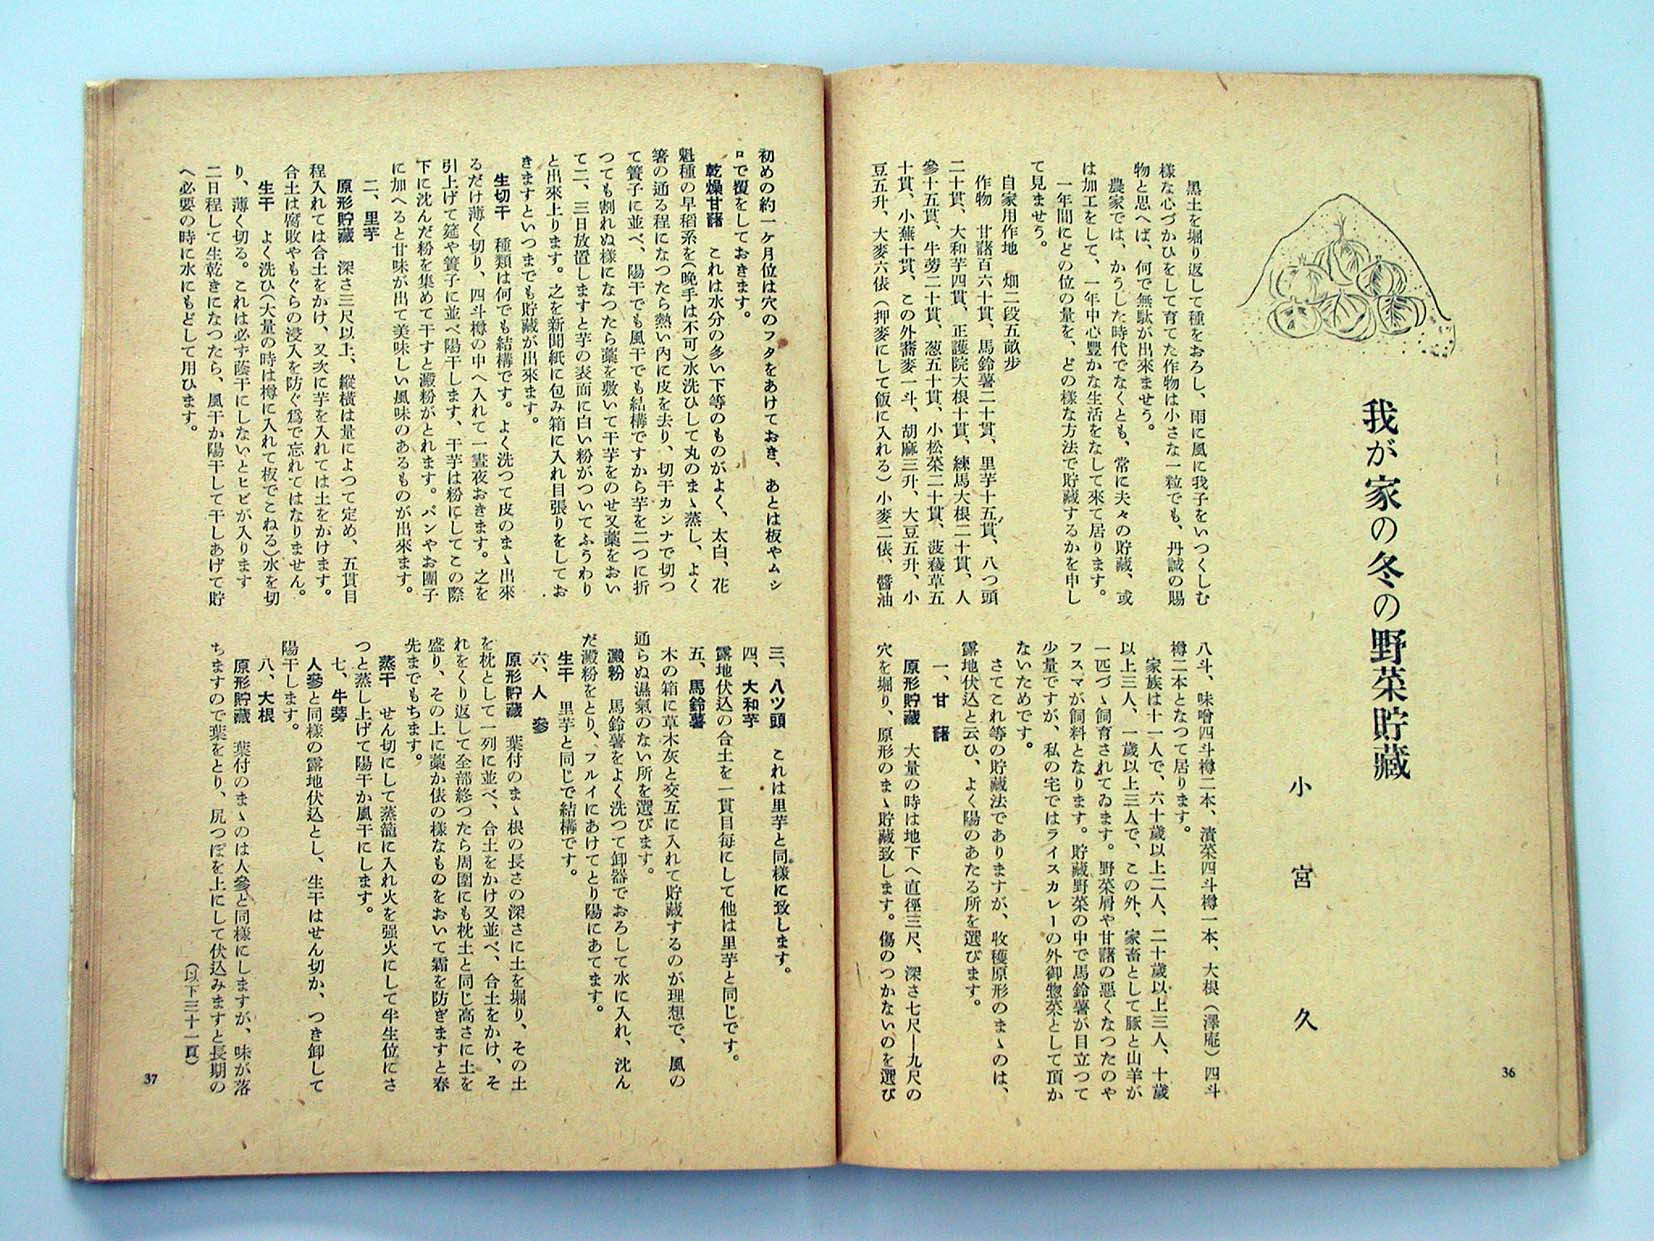 我が家の冬の野菜貯藏
小宮久
黑土を堀り返して種をおろし、雨に風に我子をいつくしむ
樣な心づかひをして育てた作物は小さな一粒でも、丹誠の賜
物と思へば、何で無駄が出來ませう。
農家では、かうした時代でなくとも、常に夫々の貯藏、或
は加工をして、一年中心豐かな生活をなして來て居ります。
一年間にどの位の量を、どの樣な方法で貯藏するかを申し
て見ませう。
自家用作地　畑二段五畝步
作物　甘藷百六十貫、馬鈴薯二十貫、里芋十五貫、八つ頭
二十貫、大和芋四貫、正護院大根十貫、練馬大根二十貫、人
參十五貫、牛蒡二十貫、葱五十貫、小松菜二十貫、菠薐草五
十貫、小蕪十貫、この外蕎麥一斗、胡麻三升、大豆五升、小
豆五升、大麥六俵（押麥にして飯に入れる）小麥二俵、醬油
八斗、味噌四斗樽二本、漬菜四斗樽一本、大根（澤庵）四斗
樽二本となつて居ります。
家族は十一人で、六十歲以上二人、二十歲以上三人、十歲
以上三人、一歲以上三人で、この外、家畜として豚と山羊が
一匹づゝ飼育されてゐます。野菜屑や甘藷の惡くなつたのや
フスマが飼料となります。貯藏野菜の中で馬鈴薯が目立つて
少量ですが、私の宅ではライスカレーの外御惣菜として頂か
ないためです。
さてこれ等の貯藏法でありますが、收穫原形のまゝのは、
露地伏込と云ひ、よく陽のあたる所を選びます。
一、甘藷
原形貯藏　大量の時は地下へ直徑三尺、深さ七尺ー九尺の
穴を堀り、原形のまゝ貯藏致します。傷のつかないのを選び
36
初めの約一ヶ月位は穴のフタをあけておき、あとは板やムシ
ロで覆をしておきます。
乾燥甘藷　これは水分の多い下等のものがよく、太白、花
魁種の早稻系を（晚手は不可）水洗ひして丸のまゝ蒸し、よく
箸の通る程になつたら熱い内に皮を去り、切干カンナで切つ
て簀子に並べ、陽干でも風干でも結構ですから芋を二つに折
つても割れぬ樣になつたら藁を敷いて干芋をのせ又藁をおい
て二、三日放置しますと芋の表面に白い粉がついてふうわり
と出來上ります。之を新聞紙に包み箱に入れ目張りをしてお
きますといつまでも貯藏が出來ます。
生切干　種類は何でも結構です。よく洗つて皮のまゝ出來
るだけ薄く切り、四斗樽の中へ入れて一晝夜おきます。之を
引上げて筵や簀子に並べ陽干します、干芋は粉にしてこの際
下に沈んだ粉を集めて干すと澱粉がとれます。パンやお團子
に加へると甘味が出て美味しい風味のあるものが出來ます。
二、里芋
原形貯藏　深さ三尺以上、縱橫は量によつて定め、五貫目
程入れては合土をかけ、又次に芋を入れては土をかけます。
合土は腐敗やもぐらの浸入を防ぐ爲で忘れてはなりません。
生干　よく洗ひ（大量の時は樽に入れて板でこねる）水を切
り、薄く切る。これは必ず蔭干にしないとヒビが入ります
二日程して生乾きになつたら、風干か陽干して干しあげて貯
へ必要の時に水にもどして用ひます。
三、八ツ頭　これは里芋と同樣に致します。
四、大和芋
露地伏込の合土を一貫目每にして他は里芋と同じです。
五、馬鈴薯
木の箱に草木灰と交互に入れて貯藏するのが理想で、風の
通らぬ濕氣のない所を選びます。
澱粉　馬鈴薯をよく洗つて卸器でおろして水に入れ、沈ん
だ澱粉をとり、フルイにあけてとり陽にあてます。
生干　里芋と同じで結構です。
六、人參
原形貯藏　葉付のまゝ根の長さの深さに土を堀り、その土
を枕として一列に並べ、合土をかけ又並べ、合土をかけ、そ
れをくり返して全部終つたら周圍にも枕土と同じ高さに土を
盛り、その上に藁か俵の樣なものをおいて霜を防ぎますと春
先までもちます。
蒸干　せん切にして蒸籠に入れ火を强火にして半生位にさ
つと蒸し上げて陽干か風干にします。
七、牛蒡
人參と同樣の露地伏込とし、生干はせん切か、つき卸して
陽干します。
八、大根
原形貯藏　葉付のまゝのは人參と同樣にしますが、味が落
ちますので葉をとり、尻つぽを上にして伏込みますと長期の
（以下三十一頁）
37